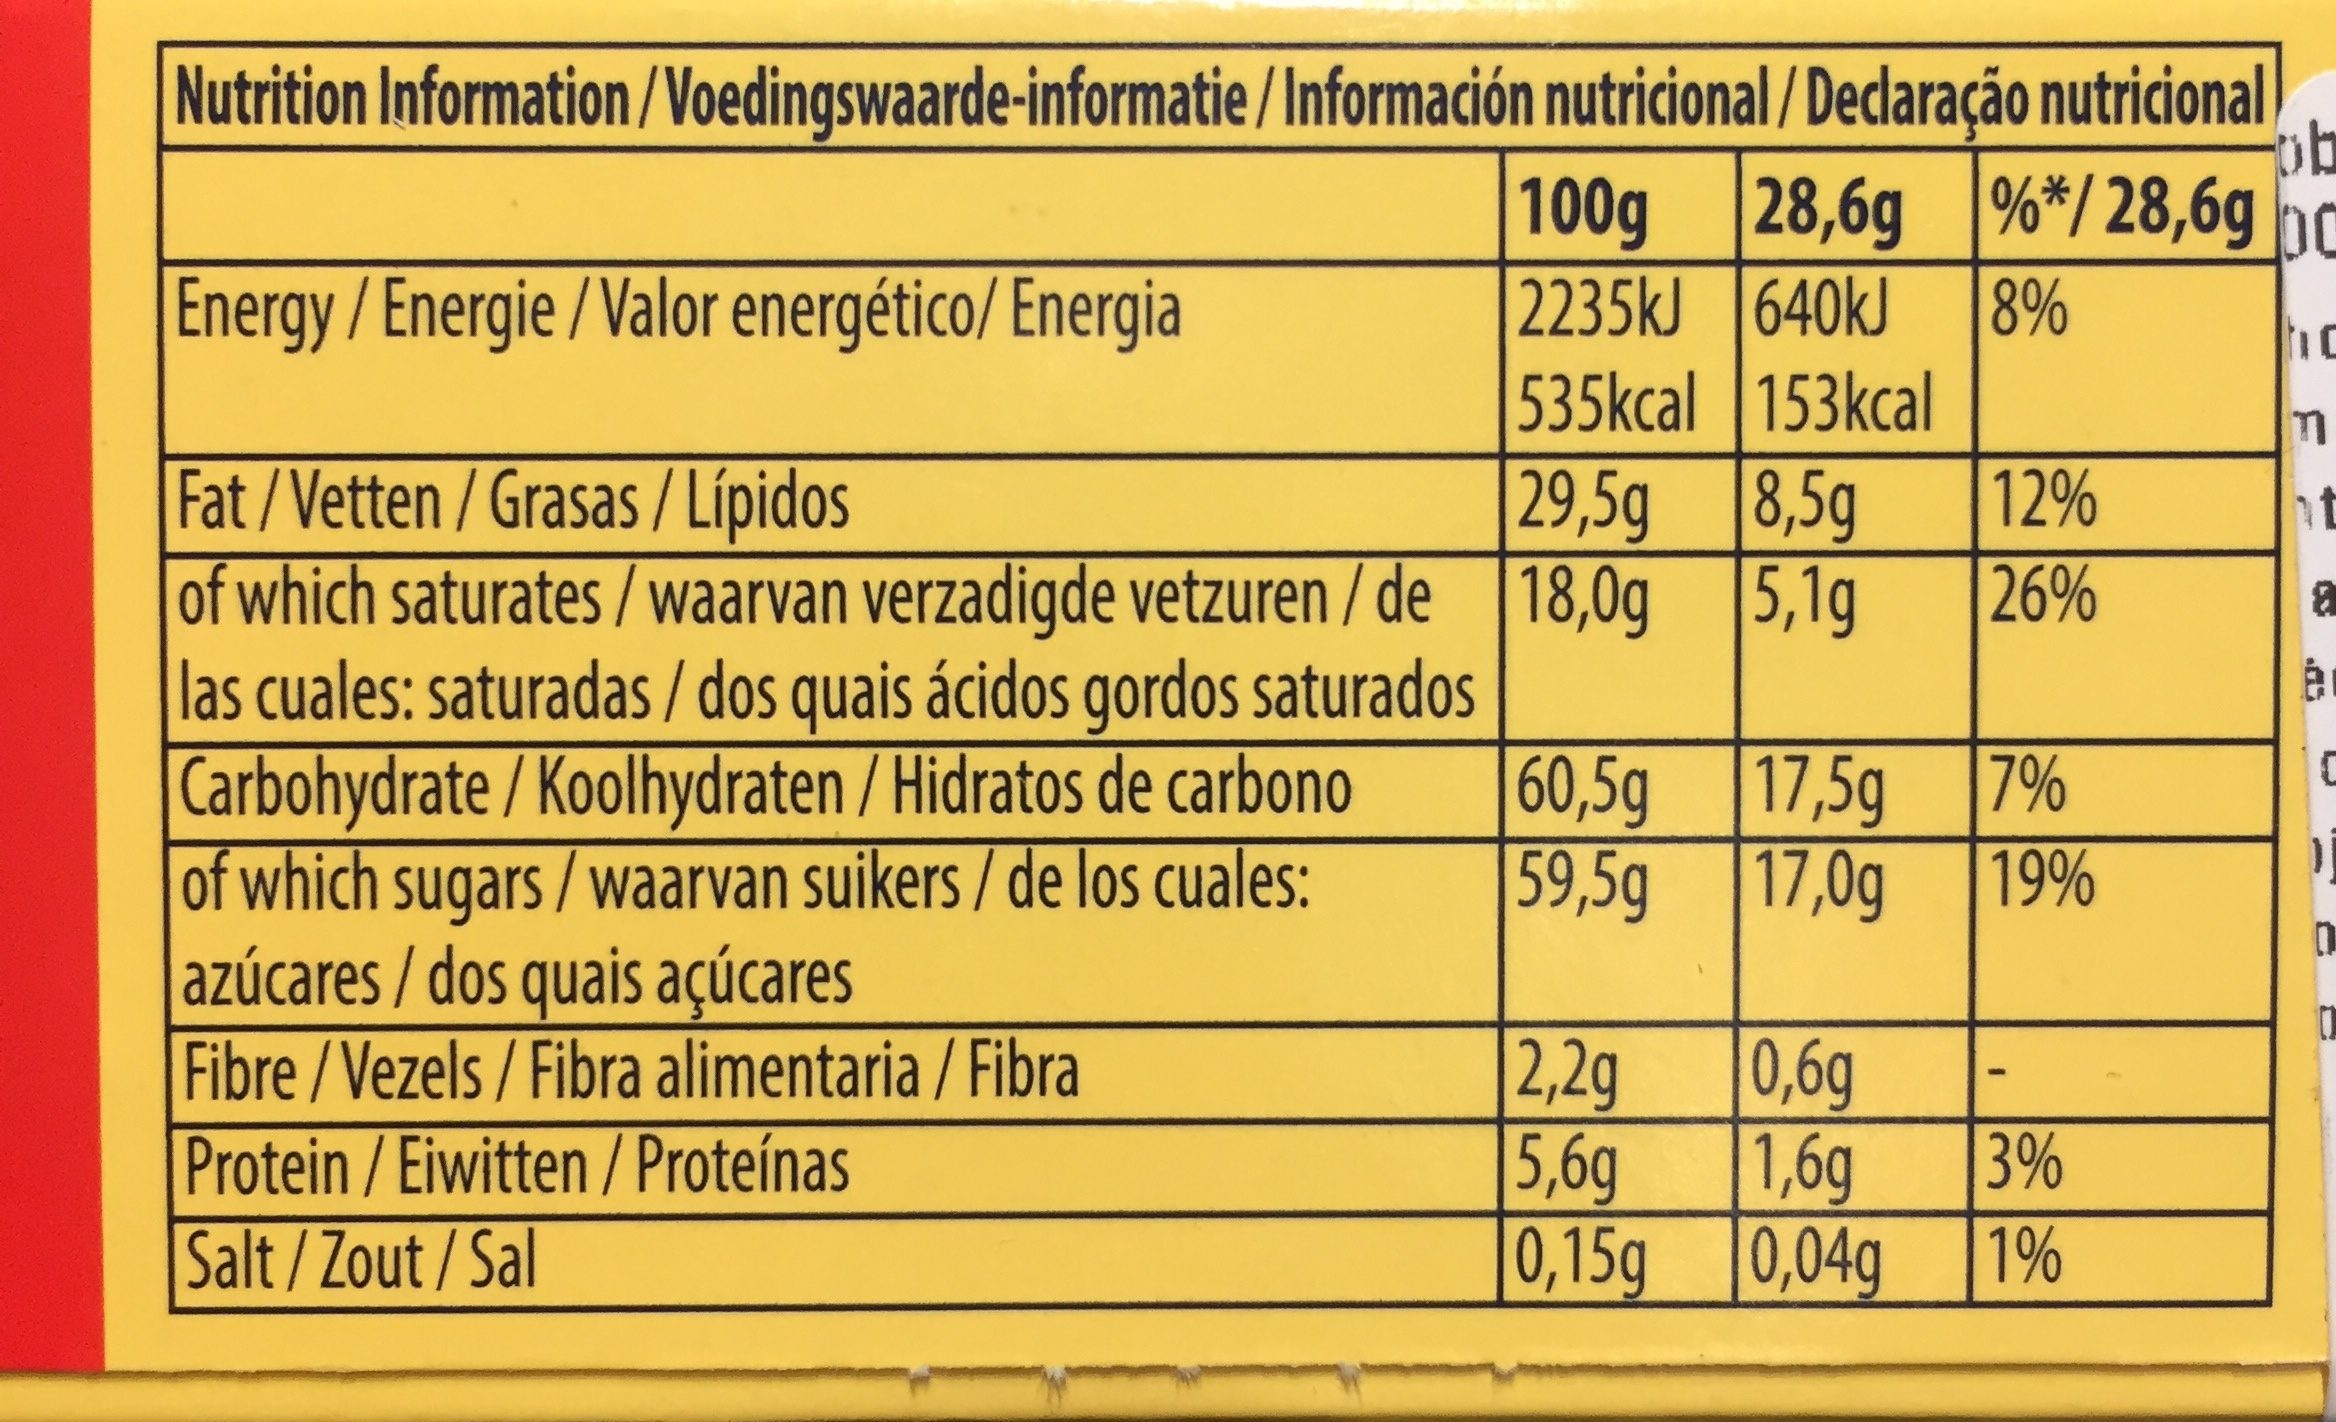 Nutrition Information / Voedingswaarde-informatie / Información nutricional / Declaração nutricional
100g 28,6g %*/ 28,6g
Energy / Energie / Valor energético/ Energia 2235kJ 640kJ 8%
535kcal 153kcal
Fat / Vetten / Grasas / Lípidos 29,5g 8,5g 12%
of which saturates / waarvan verzadigde vetzuren / de 18,0g 5,1g 26%
las cuales: saturadas / dos quais ácidos gordos saturados
Carbohydrate / Koolhydraten / Hidratos de carbono 60,5g 17,5g 7%
of which sugars / waarvan suikers / de los cuales: 59,5g 17,0g 19%
azúcares / dos quais açúcares
Fibre / Vezels / Fibra alimentaria / Fibra 2,2g 0,6g -
Protein / Eiwitten / Proteínas 5,6g 1,6g 3%
Salt / Zout / Sal 0,15g 0,04g 1%